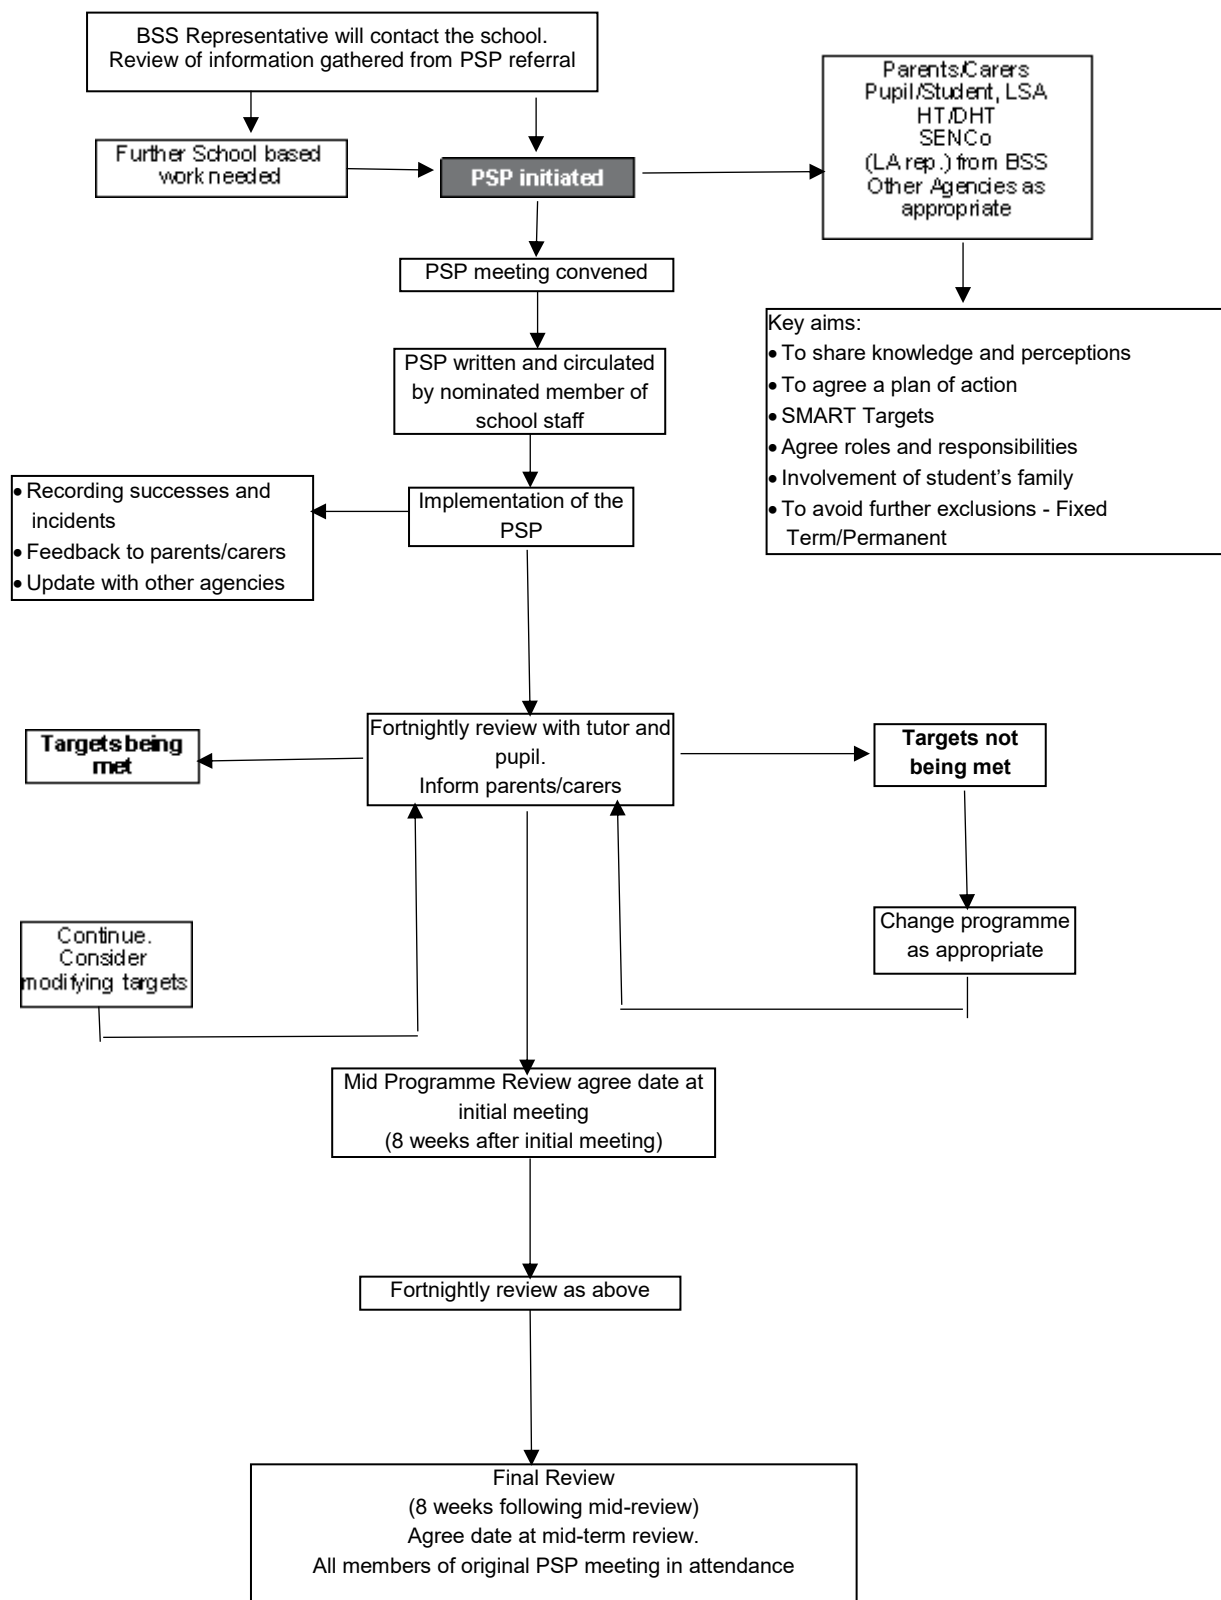 BSS Representative will contact the school.
Review of information gathered from PSP referral
Parents/Carers
Pupil/Student, LSA
HT/DHT
SENCo
(LA rep.) from BSS
Other Agencies as
appropriate
Further School based
work needed
PSP initiated
PSP meeting convened
Key aims:
• To share knowledge and perceptions
• To agree a plan of action
• SMART Targets
• Agree roles and responsibilities
• Involvement of student's family
• To avoid further exclusions - Fixed
Term/Permanent
PSP written and circulated
by nominated member of
school staff
• Recording successes and
incidents
• Feedback to parents/carers
• Update with other agencies
Implementation of the
PSP
Targets being
met
Fortnightly review with tutor and
pupil.
Inform parents/carers
Targets not
being met
Continue.
Consider
modifying targets
Change programme
as appropriate
Mid Programme Review agree date at
initial meeting
(8 weeks after initial meeting)
Fortnightly review as above
Final Review
(8 weeks following mid-review)
Agree date at mid-term review.
All members of original PSP meeting in attendance